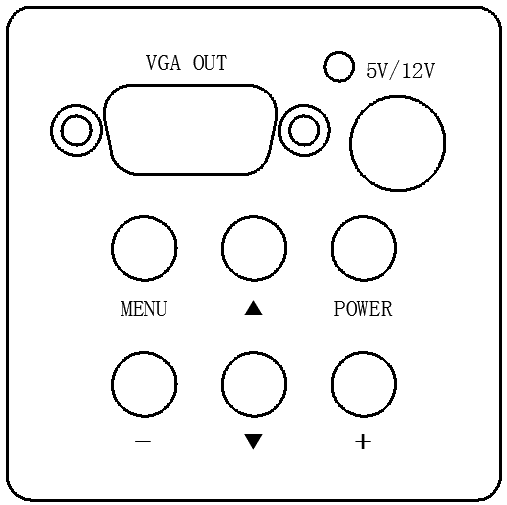 VGA OUT
5V/12V
MENU ▲ POWER
- ▼ +